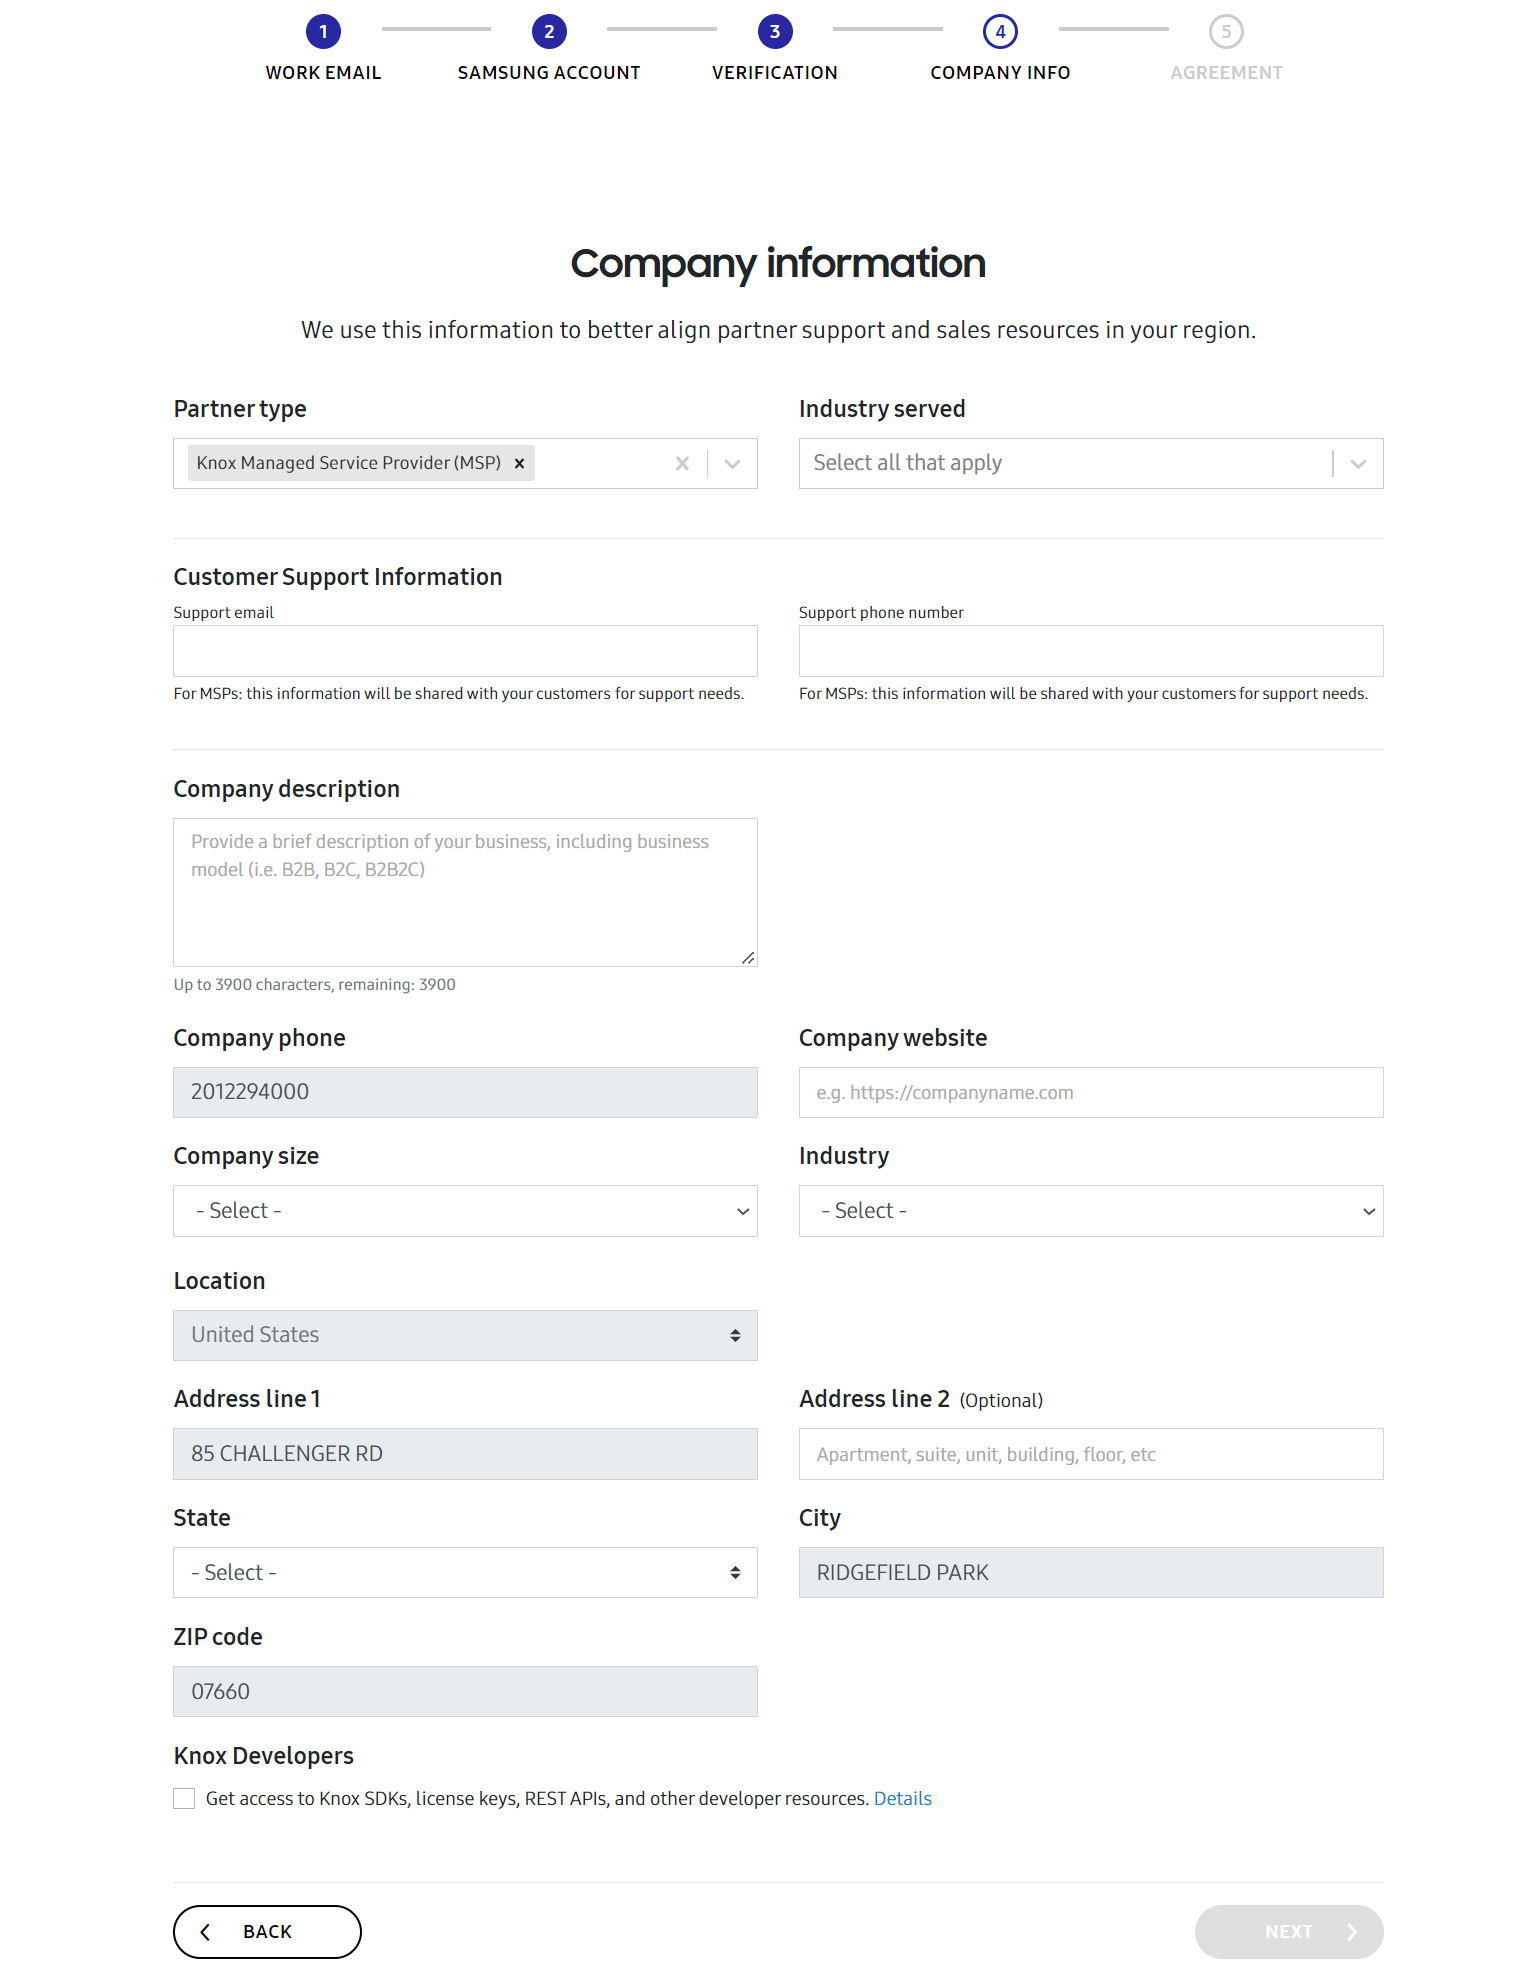 1
2
3
4
5
WORK EMAIL
SAMSUNG ACCOUNT
VERIFICATION
COMPANY INFO
AGREEMENT
Company information
We use this information to better align partner support and sales resources in your region.
Partner type
Industry served
Knox Managed Service Provider (MSP)
Select all that apply
Customer Support Information
Support email
Support phone number
For MSPs: this information will be shared with your customers for support needs.
For MSPs: this information will be shared with your customers for support needs.
Company description
Provide a brief description of your business, including business
model (i.e. B2B, B2C, B2B2C)
Up to 3900 characters, remaining: 3900
Company phone
Company website
2012294000
e.g. https://companyname.com
Company size
Industry
- Select -
- Select -
Location
United States
Address line 1
Address line 2 (Optional)
85 CHALLENGER RD
Apartment, suite, unit, building, floor, etc
State
City
- Select -
RIDGEFIELD PARK
ZIP code
07660
Knox Developers
Get access to Knox SDKs, license keys, REST APIs, and other developer resources. Details
BACK
NEXT